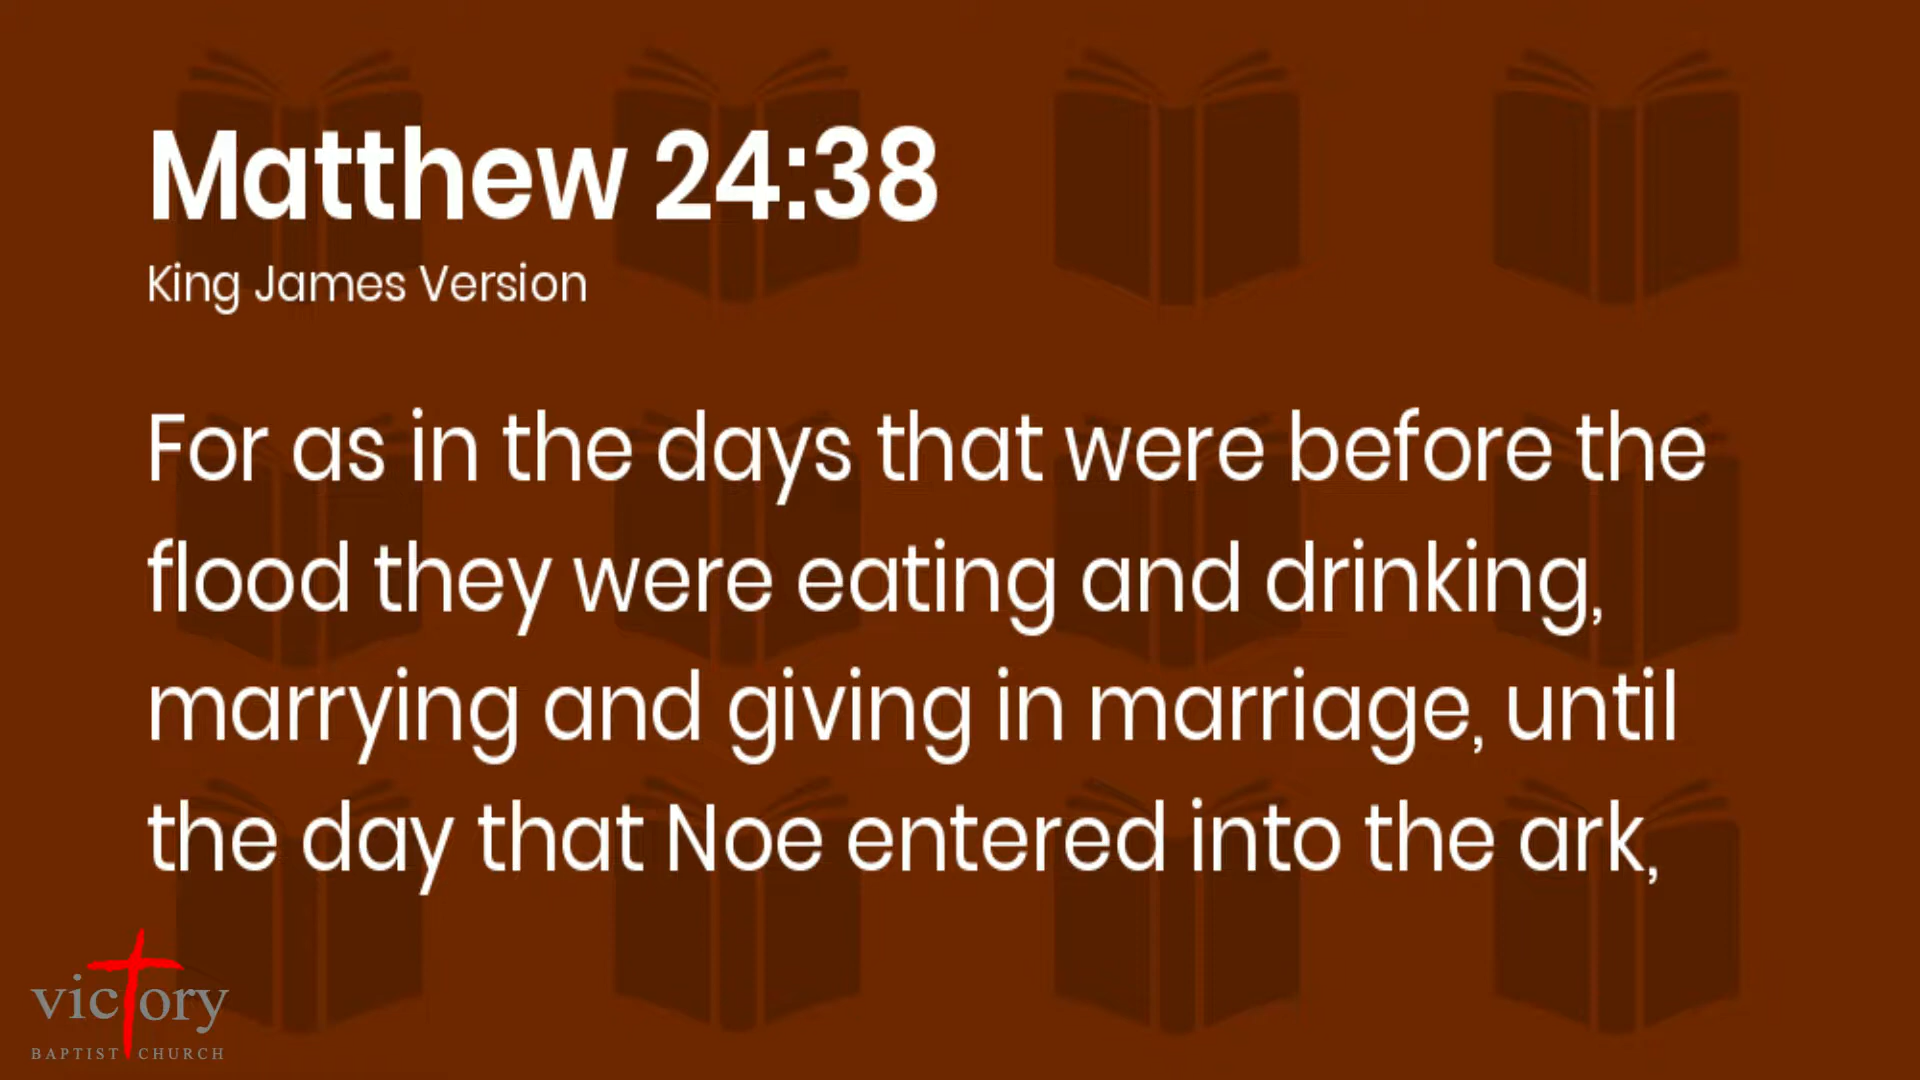 Matthew 24:38
King James Version
For as in the days that were before the
flood they were eating and drinking,
marrying and giving in marriage, until
the day that Noe entered into the ark,
victory
BAPTIST CHURCH